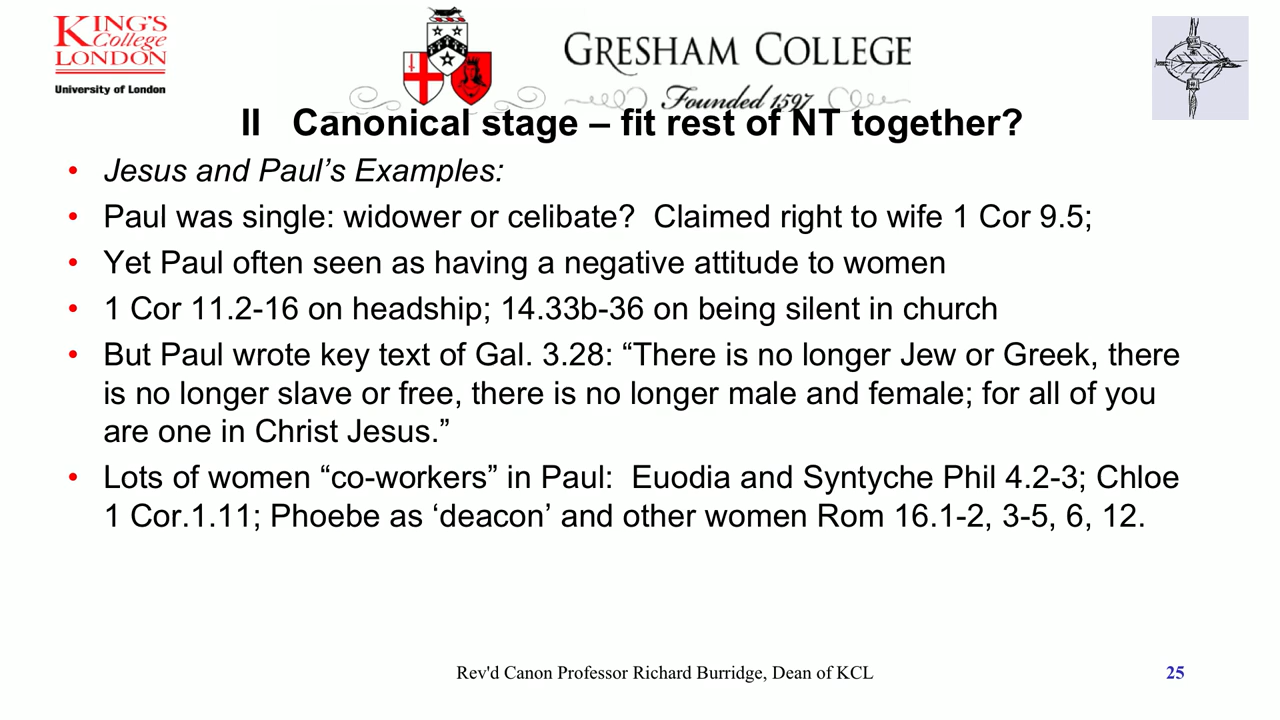 KING'S
College
LONDON
University of London
GRESHAM COLLEGE
Founded 1597
II Canonical stage – fit rest of NT together?
• Jesus and Paul’s Examples:
• Paul was single: widower or celibate?  Claimed right to wife 1 Cor 9.5;
• Yet Paul often seen as having a negative attitude to women
• 1 Cor 11.2-16 on headship; 14.33b-36 on being silent in church
• But Paul wrote key text of Gal. 3.28: “There is no longer Jew or Greek, there
is no longer slave or free, there is no longer male and female; for all of you
are one in Christ Jesus.”
• Lots of women “co-workers” in Paul:  Euodia and Syntyche Phil 4.2-3; Chloe
1 Cor.1.11; Phoebe as ‘deacon’ and other women Rom 16.1-2, 3-5, 6, 12.
Rev'd Canon Professor Richard Burridge, Dean of KCL
25